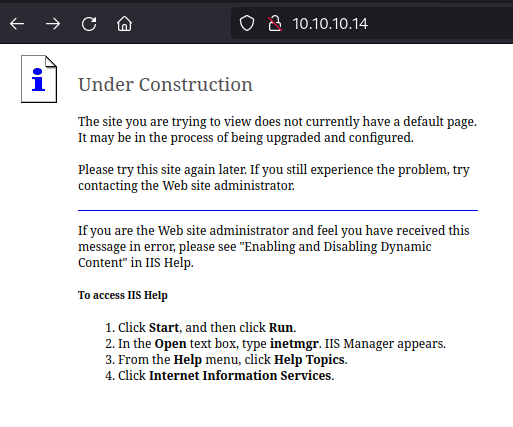 10.10.10.14
Under Construction
The site you are trying to view does not currently have a default page.
It may be in the process of being upgraded and configured.
Please try this site again later. If you still experience the problem, try
contacting the Web site administrator.
If you are the Web site administrator and feel you have received this
message in error, please see "Enabling and Disabling Dynamic
Content" in IIS Help.
To access IIS Help
1. Click Start, and then click Run.
2. In the Open text box, type inetmgr. IIS Manager appears.
3. From the Help menu, click Help Topics.
4. Click Internet Information Services.